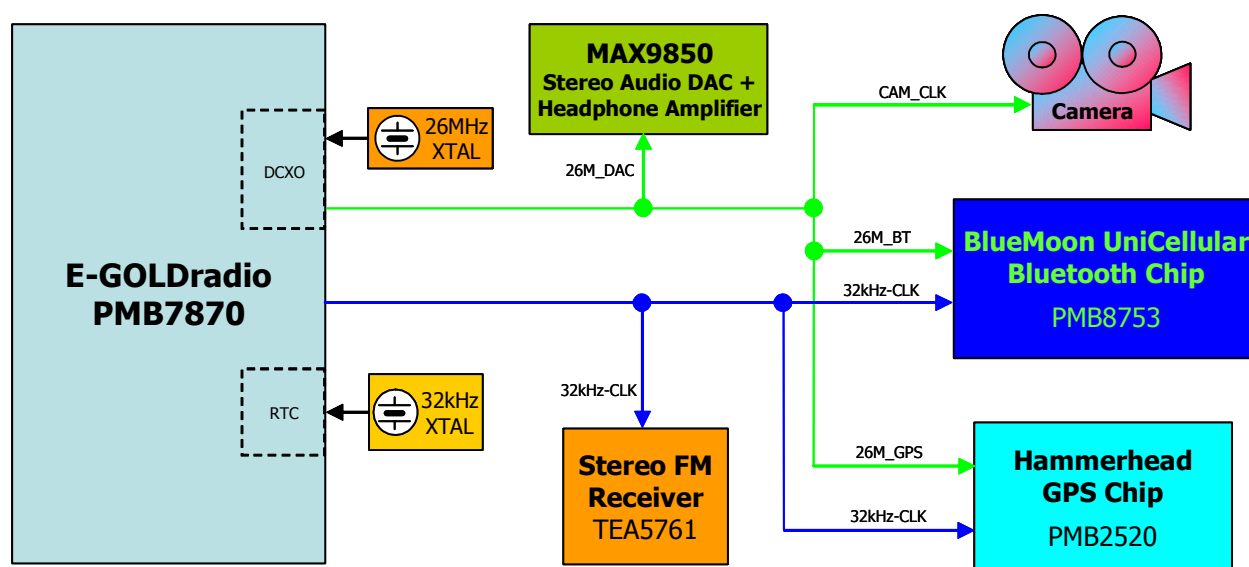 E-GOLDradio
PMB7870
DCXO
RTC
26MHz
XTAL
32kHz
XTAL
MAX9850
Stereo Audio DAC +
Headphone Amplifier
26M_DAC
CAM_CLK
Camera
26M_BT
32kHz-CLK
BlueMoon UniCellular
Bluetooth Chip
PMB8753
32kHz-CLK
Stereo FM
Receiver
TEA5761
26M_GPS
32kHz-CLK
Hammerhead
GPS Chip
PMB2520